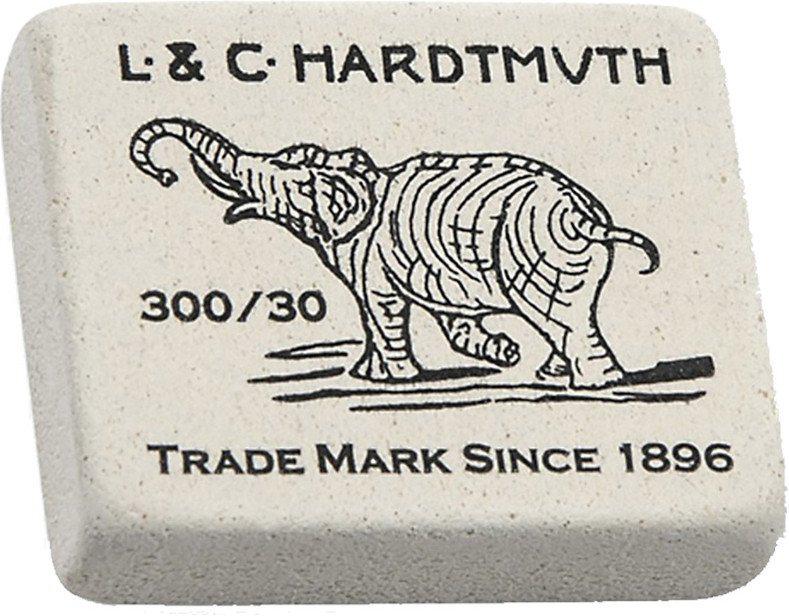 L. & C. HARDTMVTH
300/30
TRADE MARK SINCE 1896